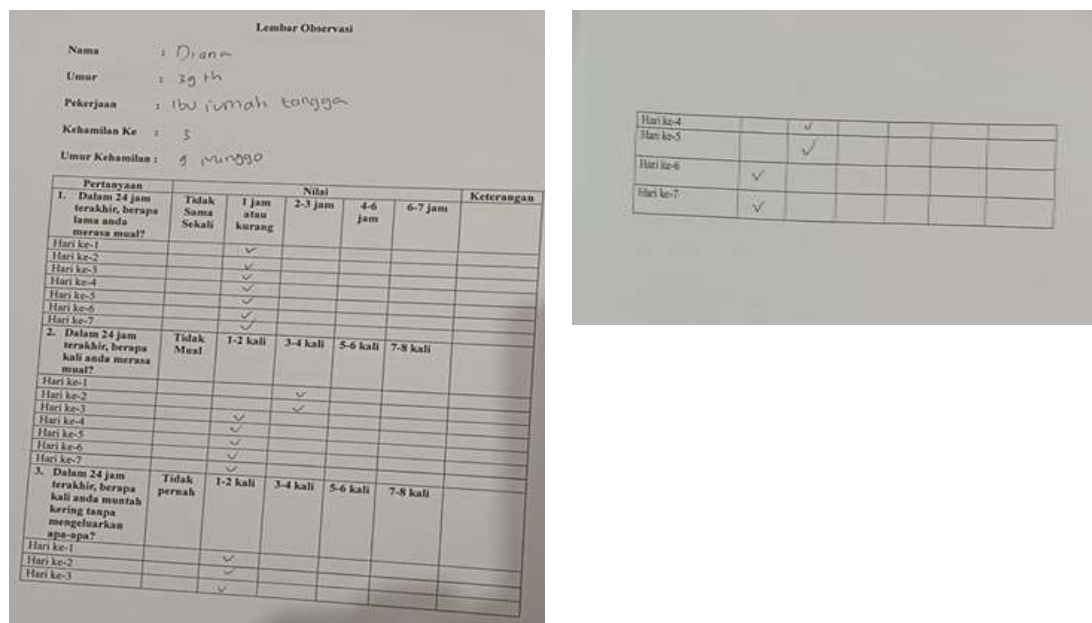 Lembar Observasi
Nama : Diana
Umur : 39 th
Pekerjaan : Ibu rumah tangga
Kehamilan Ke : 3
Umur Kehamilan : 9 Minggo
Pertanyaan Nilai Keterangan
1. Dalam 24 jam terakhir, berapa lama anda merasa mual? Tidak Sama Sekali 1 jam atau kurang 2-3 jam 4-6 jam 6-7 jam
Hari ke-1 ✓
Hari ke-2 ✓
Hari ke-3 ✓
Hari ke-4 ✓
Hari ke-5 ✓
Hari ke-6 ✓
Hari ke-7 ✓
2. Dalam 24 jam terakhir, berapa kali anda merasa mual? Tidak Mual 1-2 kali 3-4 kali 5-6 kali 7-8 kali
Hari ke-1 ✓
Hari ke-2 ✓
Hari ke-3 ✓
Hari ke-4 ✓
Hari ke-5 ✓
Hari ke-6 ✓
Hari ke-7 ✓
3. Dalam 24 jam terakhir, berapa kali anda muntah kering tanpa mengeluarkan apa-apa? Tidak pernah 1-2 kali 3-4 kali 5-6 kali 7-8 kali
Hari ke-1 ✓
Hari ke-2 ✓
Hari ke-3 ✓
Hari ke-4 ✓
Hari ke-5 ✓
Hari ke-6 ✓
Hari ke-7 ✓